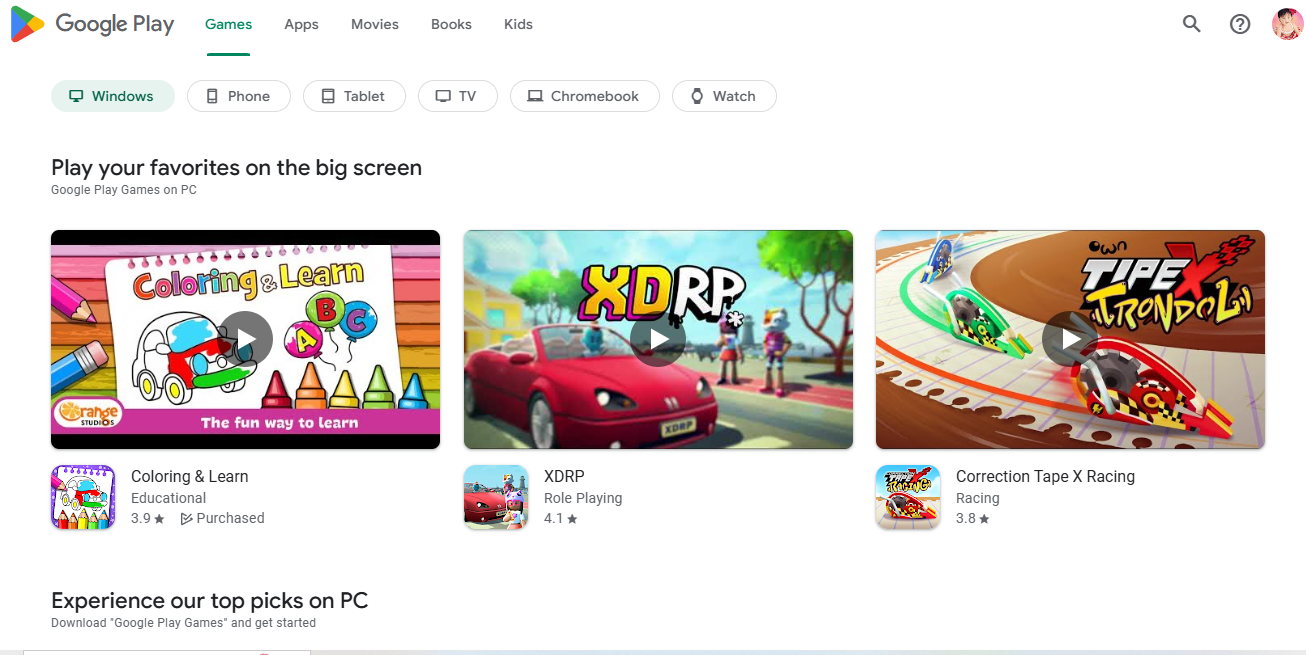 Google Play Games Apps Movies Books Kids
Windows Phone Tablet TV Chromebook Watch
Play your favorites on the big screen
Google Play Games on PC
Coloring & Learn
A B C
Orange
STUDIOS
The fun way to learn
XDRP
XDRP
own
TIPEX
TRONDOL
Coloring & Learn
Educational
3.9 ★ Purchased
XDRP
Role Playing
4.1 ★
Correction Tape X Racing
Racing
3.8 ★
Experience our top picks on PC
Download "Google Play Games" and get started